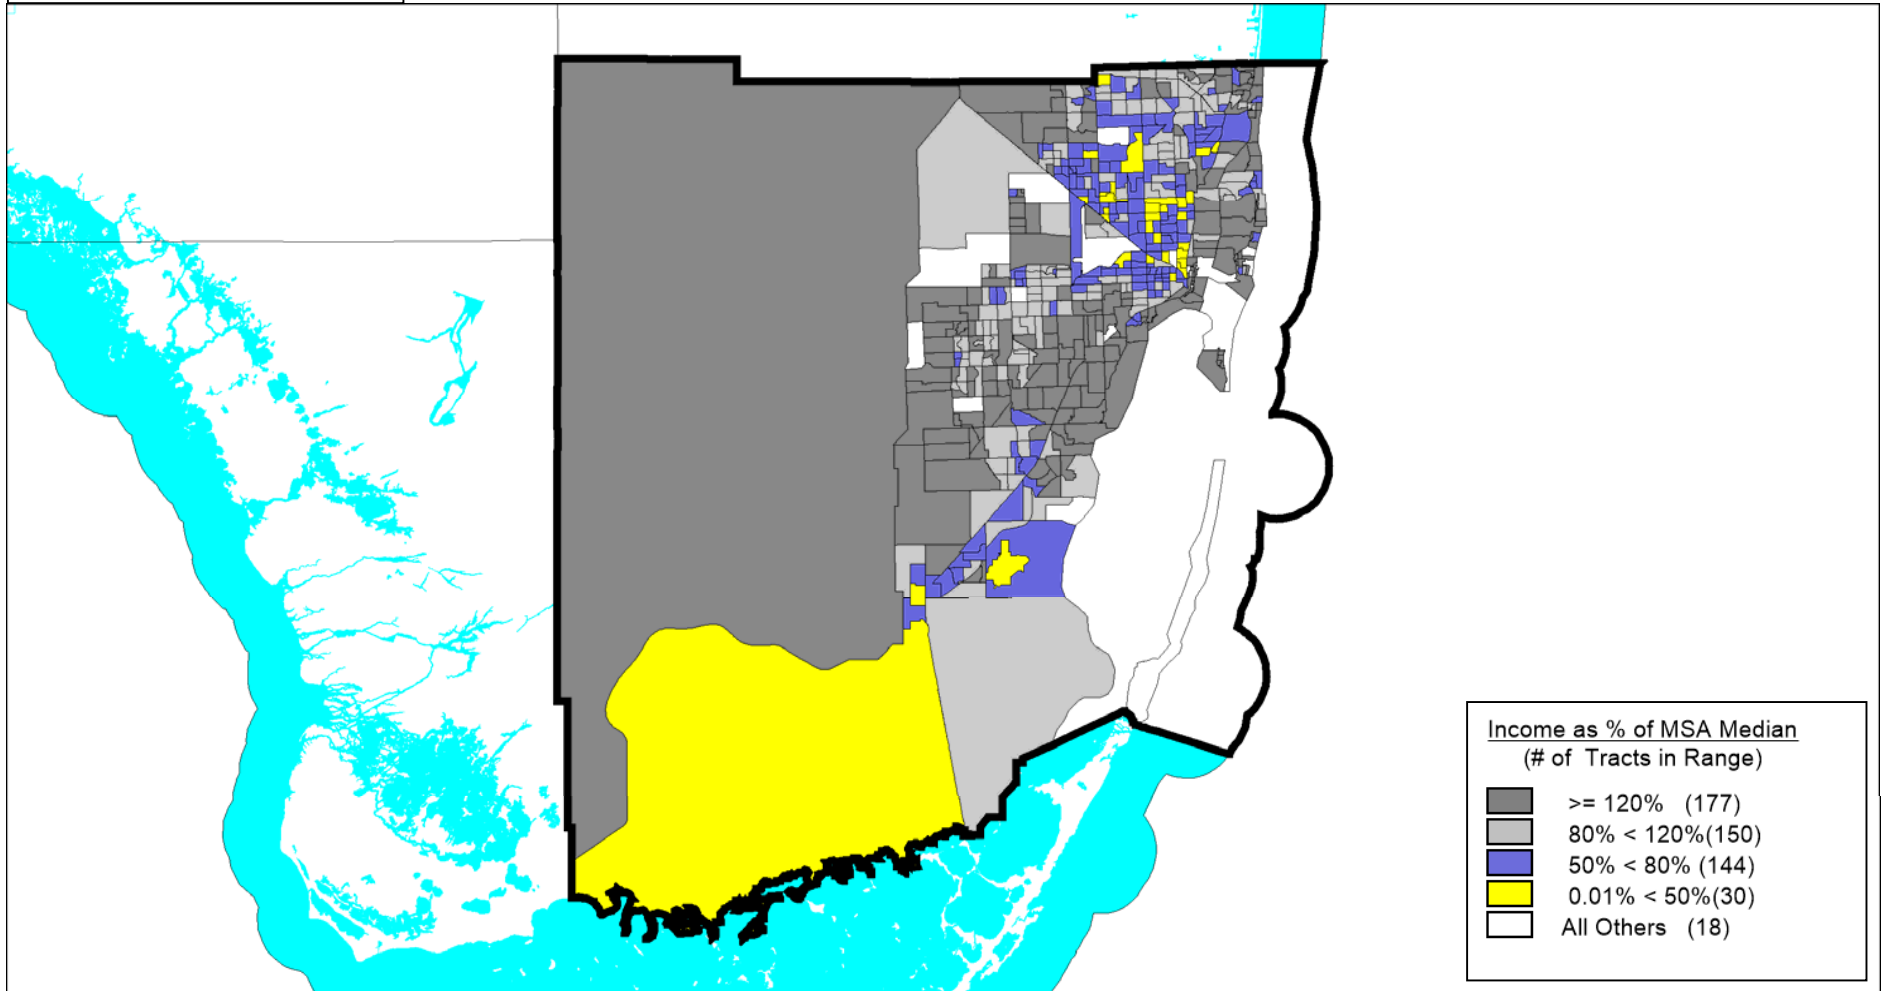 Income as % of MSA Median
(# of Tracts in Range)
>= 120% (177)
80% < 120%(150)
50% < 80% (144)
0.01% < 50%(30)
All Others (18)